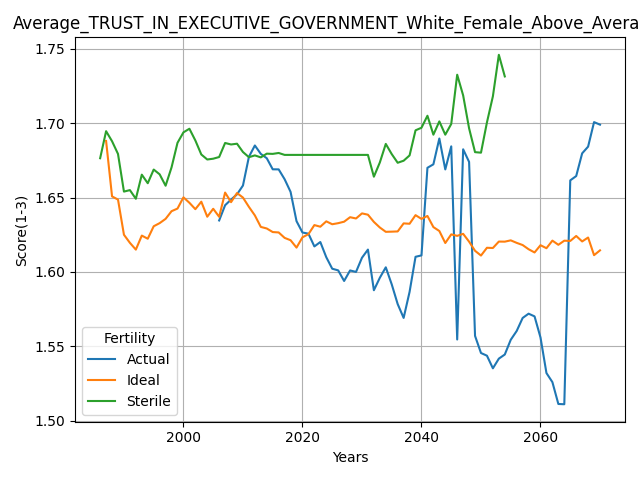 Average_TRUST_IN_EXECUTIVE_GOVERNMENT_White_Female_Above_Avera
1.75
1.70
1.65
1.60
1.55
1.50
Score(1-3)
Fertility
Actual
Ideal
Sterile
2000 2020 2040 2060
Years